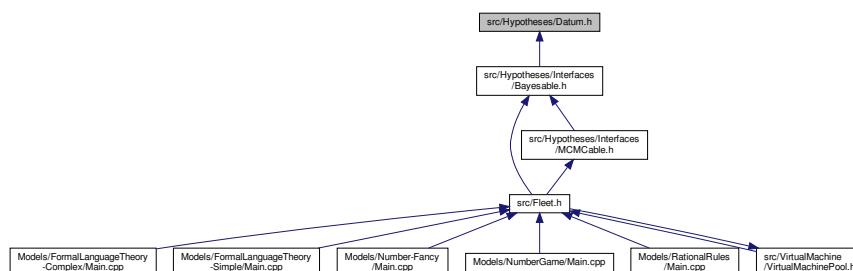 src/Hypotheses/Datum.h
src/Hypotheses/Interfaces
/Bayesable.h
src/Hypotheses/Interfaces
/MCMCable.h
src/Fleet.h
Models/FormalLanguageTheory
-Complex/Main.cpp
Models/FormalLanguageTheory
-Simple/Main.cpp
Models/Number-Fancy
/Main.cpp
Models/NumberGame/Main.cpp
Models/RationalRules
/Main.cpp
src/VirtualMachine
/VirtualMachinePool.h